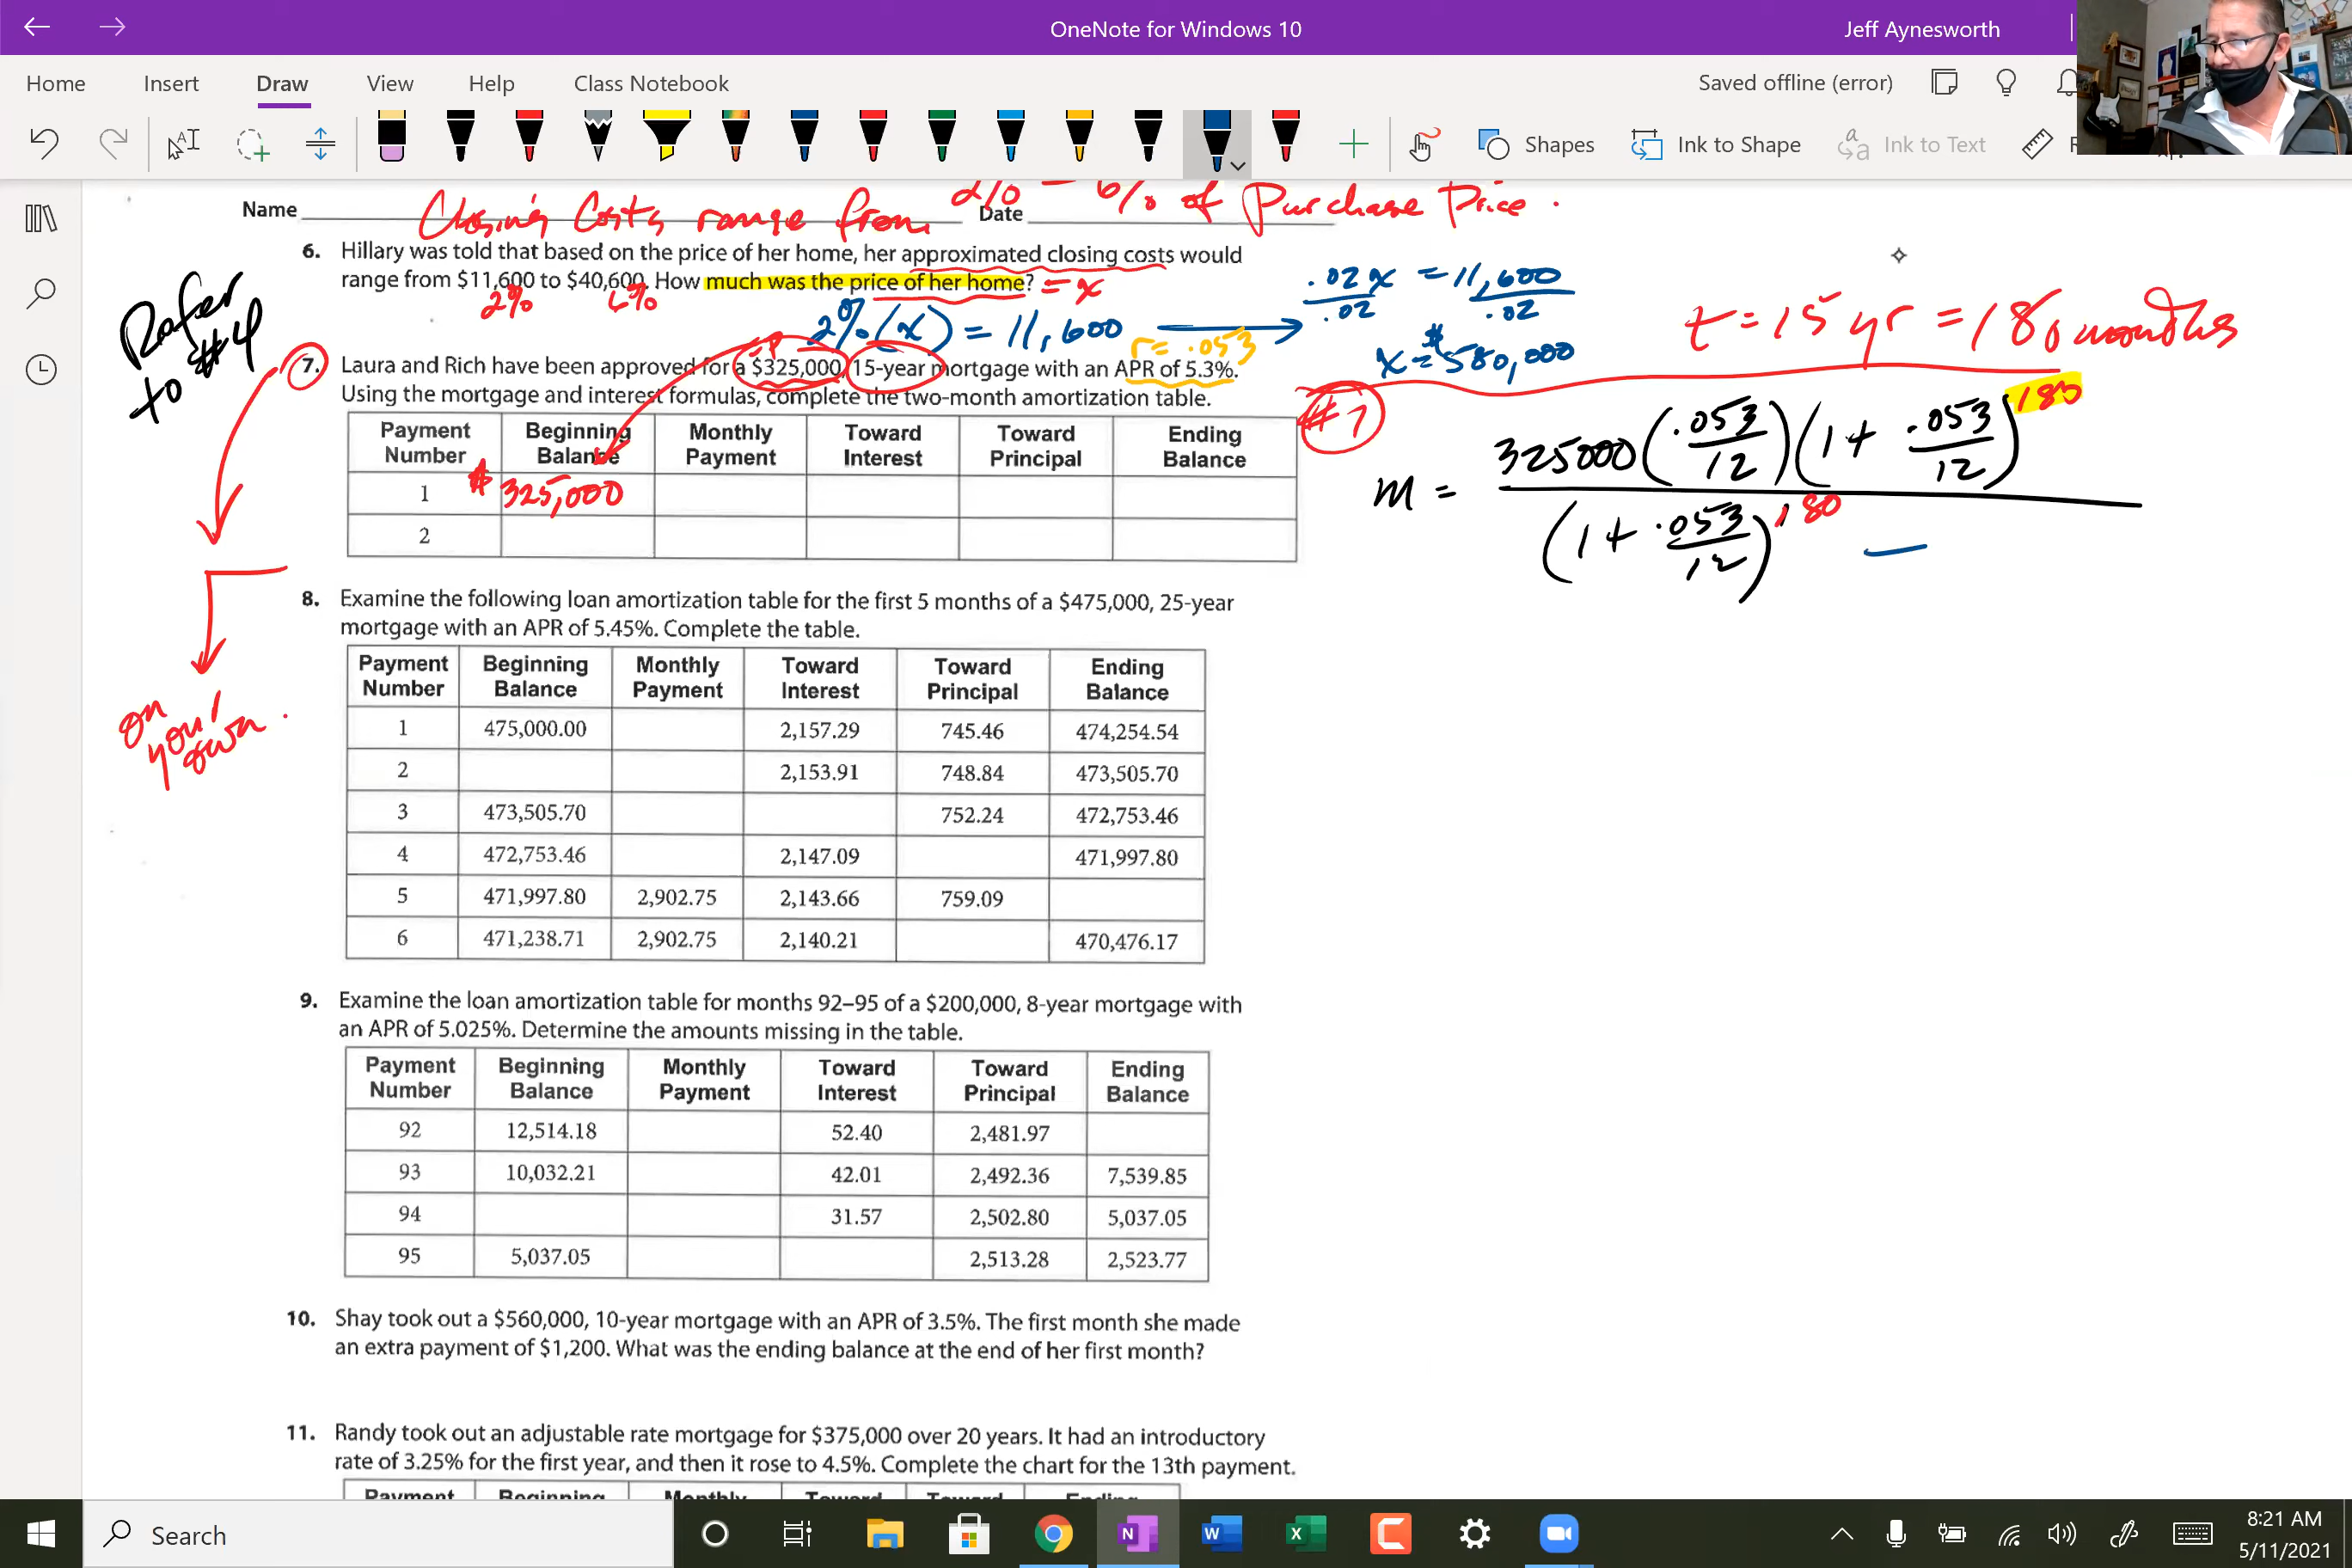 OneNote for Windows 10
Jeff Aynesworth
Home Insert Draw View Help Class Notebook
Saved offline (error)
Shapes Ink to Shape Ink to Text
Closing Costs range from 2% - 6% of Purchase Price.
Name Date
6. Hillary was told that based on the price of her home, her approximated closing costs would
range from $11,600 to $40,600. How much was the price of her home? = x
2% 6%
2% (x) = 11,600
.02x = 11,600
.02 .02
x = $580,000
Refer
to #4
t = 15 yr = 180 months
P r = .053
7. Laura and Rich have been approved for a $325,000, 15-year mortgage with an APR of 5.3%.
Using the mortgage and interest formulas, complete the two-month amortization table.
Payment Number Beginning Balance Monthly Payment Toward Interest Toward Principal Ending Balance
1 $325,000
2
#7
m = 325000 (.053/12) (1 + .053/12)^180
(1 + .053/12)^180 —
on
your
own.
8. Examine the following loan amortization table for the first 5 months of a $475,000, 25-year
mortgage with an APR of 5.45%. Complete the table.
Payment Number Beginning Balance Monthly Payment Toward Interest Toward Principal Ending Balance
1 475,000.00 2,157.29 745.46 474,254.54
2 2,153.91 748.84 473,505.70
3 473,505.70 752.24 472,753.46
4 472,753.46 2,147.09 471,997.80
5 471,997.80 2,902.75 2,143.66 759.09
6 471,238.71 2,902.75 2,140.21 470,476.17
9. Examine the loan amortization table for months 92–95 of a $200,000, 8-year mortgage with
an APR of 5.025%. Determine the amounts missing in the table.
Payment Number Beginning Balance Monthly Payment Toward Interest Toward Principal Ending Balance
92 12,514.18 52.40 2,481.97
93 10,032.21 42.01 2,492.36 7,539.85
94 31.57 2,502.80 5,037.05
95 5,037.05 2,513.28 2,523.77
10. Shay took out a $560,000, 10-year mortgage with an APR of 3.5%. The first month she made
an extra payment of $1,200. What was the ending balance at the end of her first month?
11. Randy took out an adjustable rate mortgage for $375,000 over 20 years. It had an introductory
rate of 3.25% for the first year, and then it rose to 4.5%. Complete the chart for the 13th payment.
Payment Beginning Monthly Toward Toward Ending
Search
8:21 AM
5/11/2021